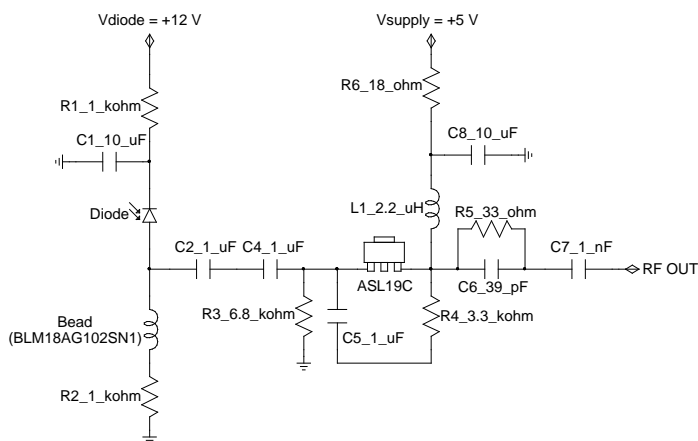 Vdiode = +12 V
Vsupply = +5 V
R1_1_kohm
R6_18_ohm
C1_10_uF
C8_10_uF
Diode
L1_2.2_uH
R5_33_ohm
C2_1_uF
C4_1_uF
C7_1_nF
RF OUT
ASL19C
C6_39_pF
Bead
(BLM18AG102SN1)
R3_6.8_kohm
R4_3.3_kohm
C5_1_uF
R2_1_kohm